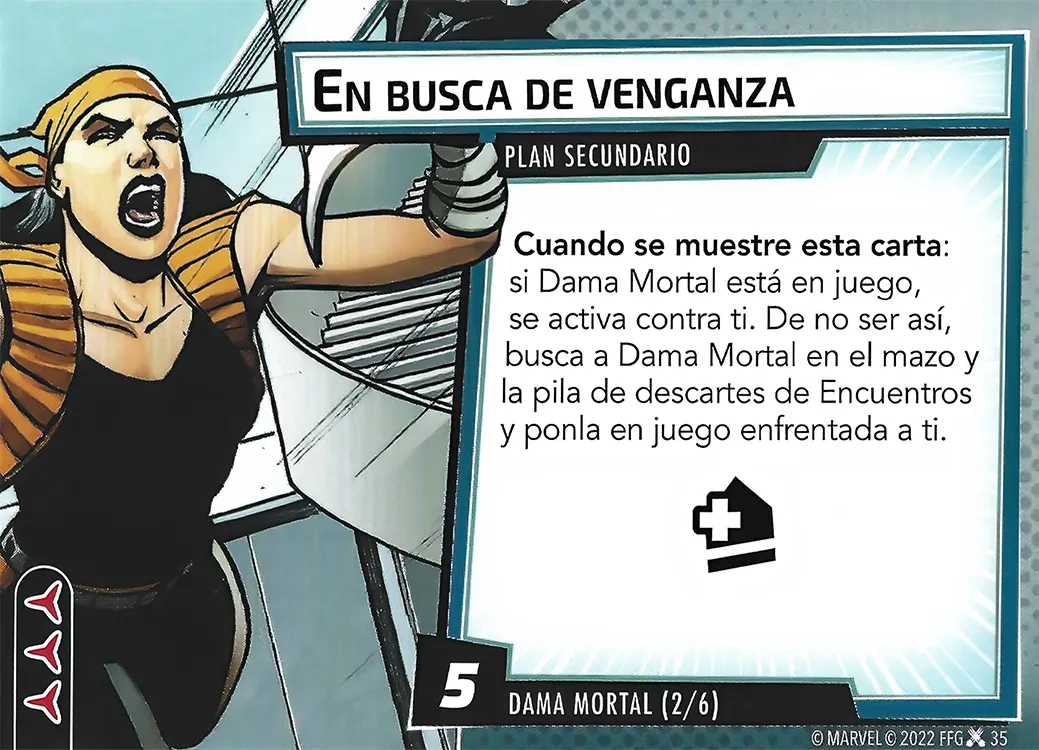 EN BUSCA DE VENGANZA
PLAN SECUNDARIO
Cuando se muestre esta carta:
si Dama Mortal está en juego,
se activa contra ti. De no ser así,
busca a Dama Mortal en el mazo y
la pila de descartes de Encuentros
y ponla en juego enfrentada a ti.
5
DAMA MORTAL (2/6)
© MARVEL © 2022 FFG 35